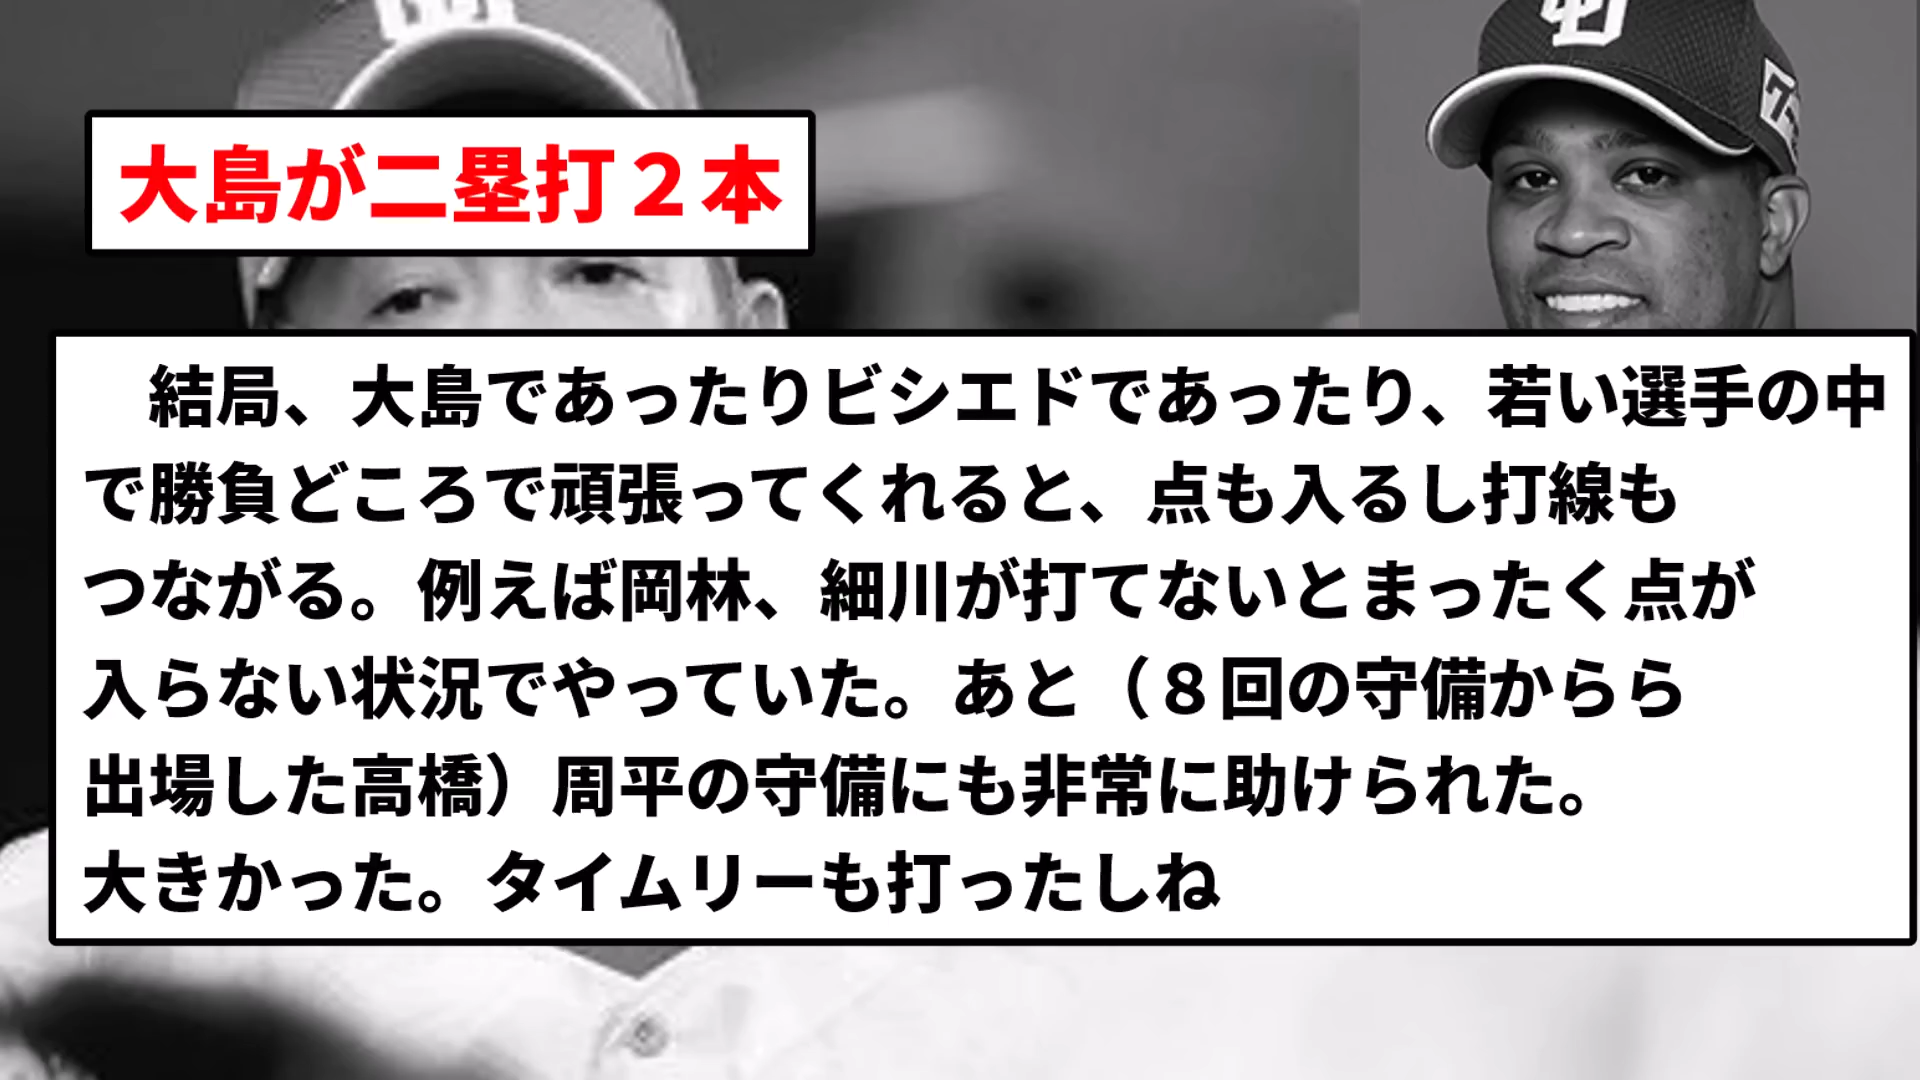 大島が二塁打２本
結局、大島であったりビシエドであったり、若い選手の中
で勝負どころで頑張ってくれると、点も入るし打線も
つながる。例えば岡林、細川が打てないとまったく点が
入らない状況でやっていた。あと（８回の守備からら
出場した高橋）周平の守備にも非常に助けられた。
大きかった。タイムリーも打ったしね